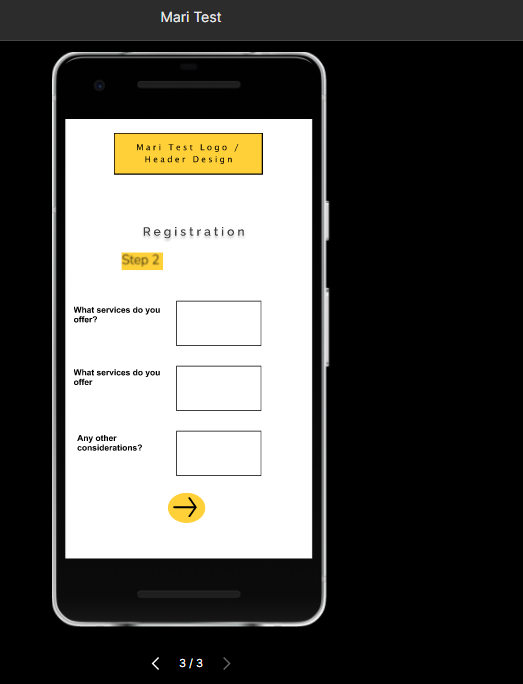 Mari Test
Mari Test Logo /
Header Design
Registration
Step 2
What services do you
offer?
What services do you
offer
Any other
considerations?
3 / 3